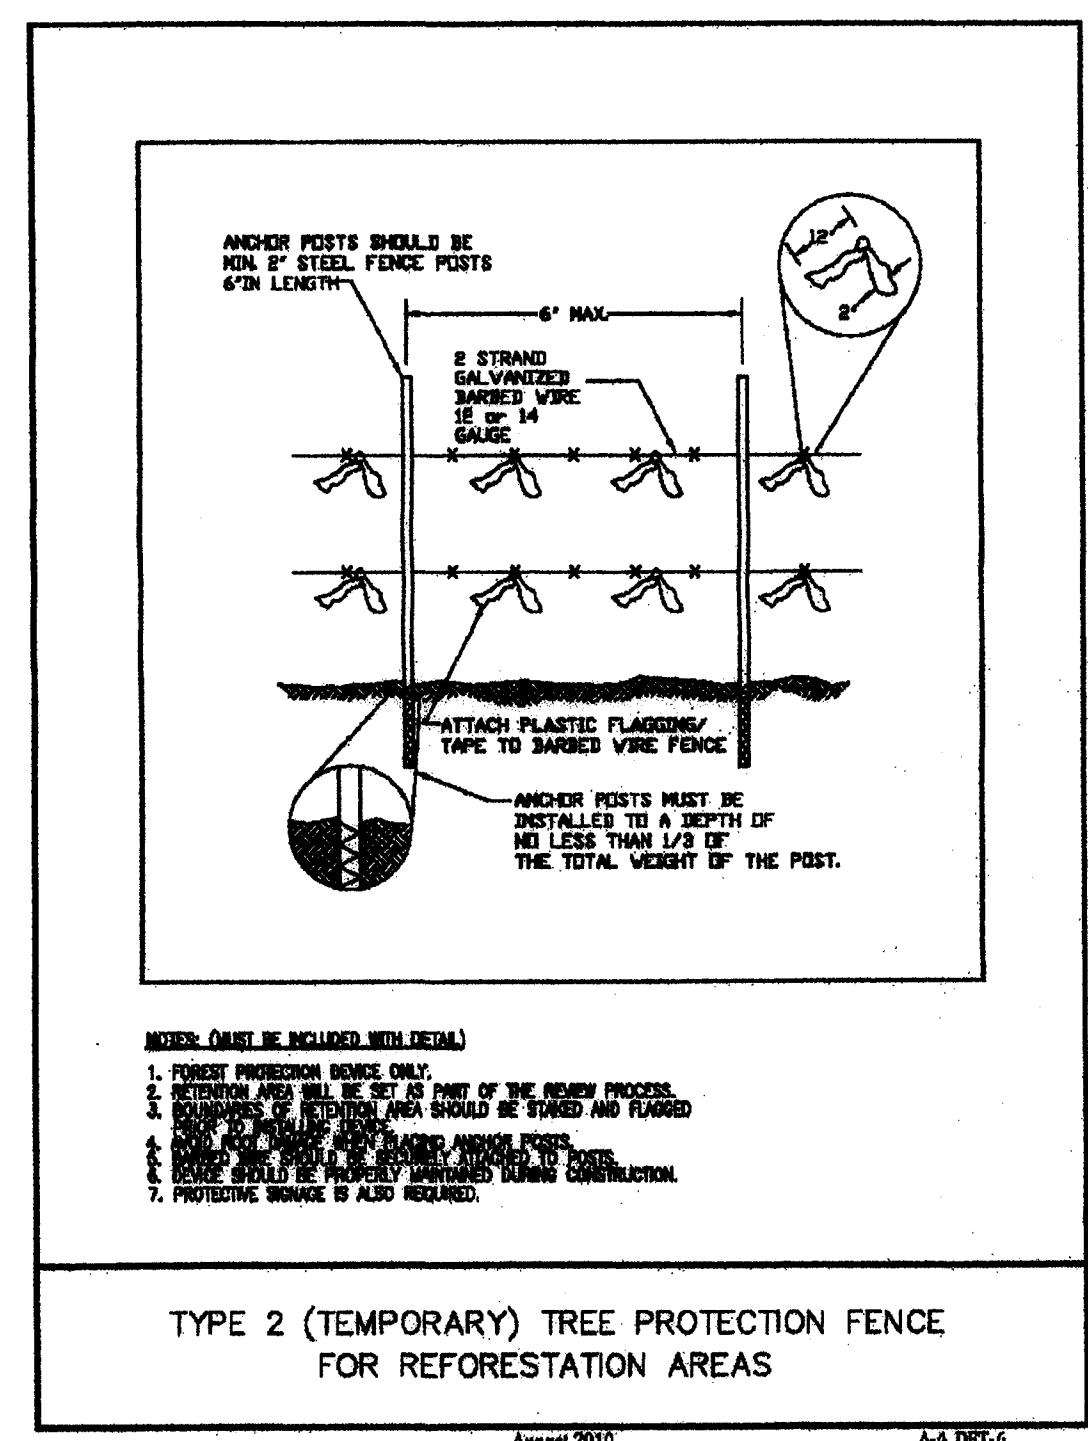 ANCHOR POSTS SHOULD BE
MIN. 2" STEEL FENCE POSTS
6'IN LENGTH
12"
2"
6' MAX.
2 STRAND
GALVANIZED
BARBED WIRE
12 or 14
GAUGE
ATTACH PLASTIC FLAGGING/
TAPE TO BARBED WIRE FENCE
ANCHOR POSTS MUST BE
INSTALLED TO A DEPTH OF
NO LESS THAN 1/3 OF
THE TOTAL WEIGHT OF THE POST.
NOTES: (MUST BE INCLUDED WITH DETAIL)
1. FOREST PROTECTION DEVICE ONLY.
2. RETENTION AREA WILL BE SET AS PART OF THE REVIEW PROCESS.
3. BOUNDARIES OF RETENTION AREA SHOULD BE STAKED AND FLAGGED
PRIOR TO INSTALLING DEVICE.
4. AVOID ROOT DAMAGE WHEN PLACING ANCHOR POSTS.
5. BARBED WIRE SHOULD BE SECURELY ATTACHED TO POSTS.
6. DEVICE SHOULD BE PROPERLY MAINTAINED DURING CONSTRUCTION.
7. PROTECTIVE SIGNAGE IS ALSO REQUIRED.
TYPE 2 (TEMPORARY) TREE PROTECTION FENCE
FOR REFORESTATION AREAS
August 2010
A-4 DET-6